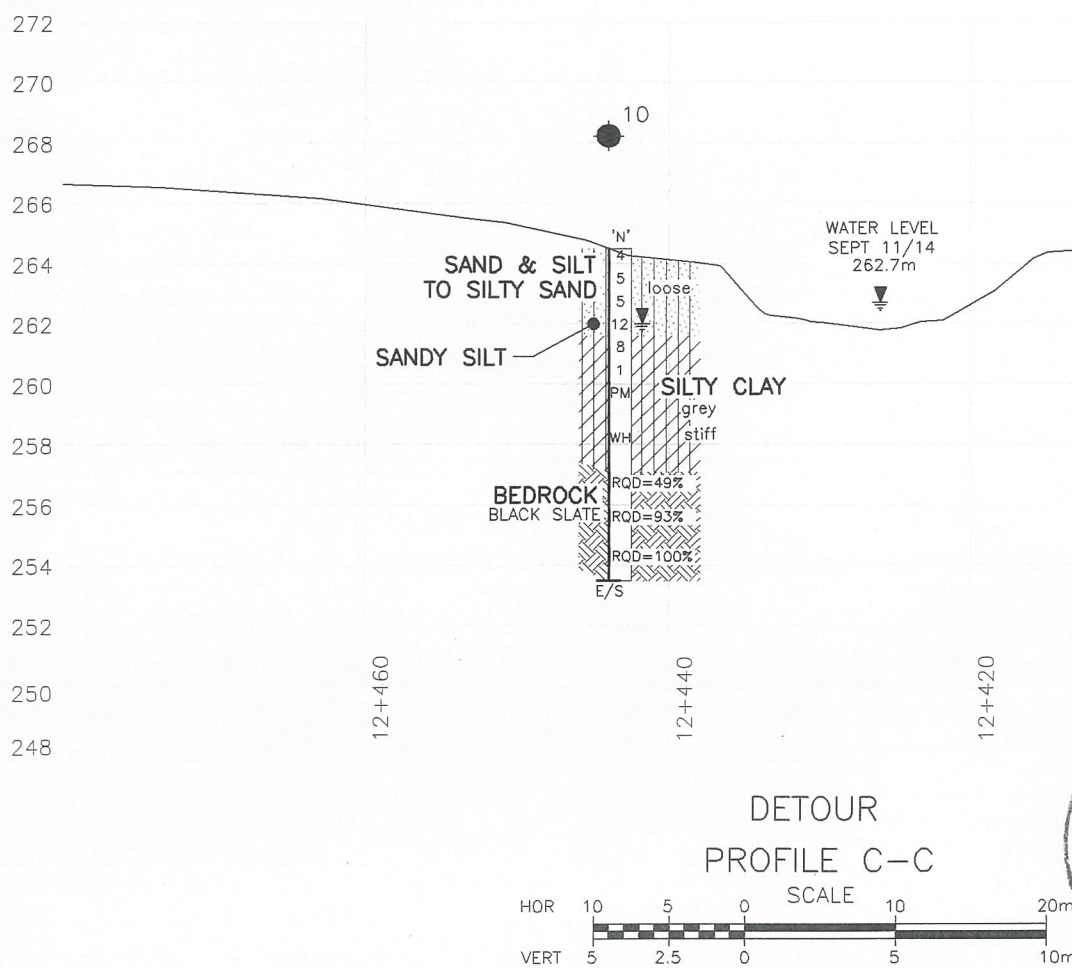 272
270
10
268
266
'N'
WATER LEVEL
SEPT 11/14
262.7m
264
SAND & SILT
TO SILTY SAND
4
5
loose
5
262
12
SANDY SILT
8
1
260
PM
SILTY CLAY
grey
258
WH
stiff
RQD=49%
256
BEDROCK
BLACK SLATE
RQD=93%
RQD=100%
254
E/S
252
250
248
12+460
12+440
12+420
DETOUR
PROFILE C-C
SCALE
HOR 10 5 0 10 20m
VERT 5 2.5 0 5 10m